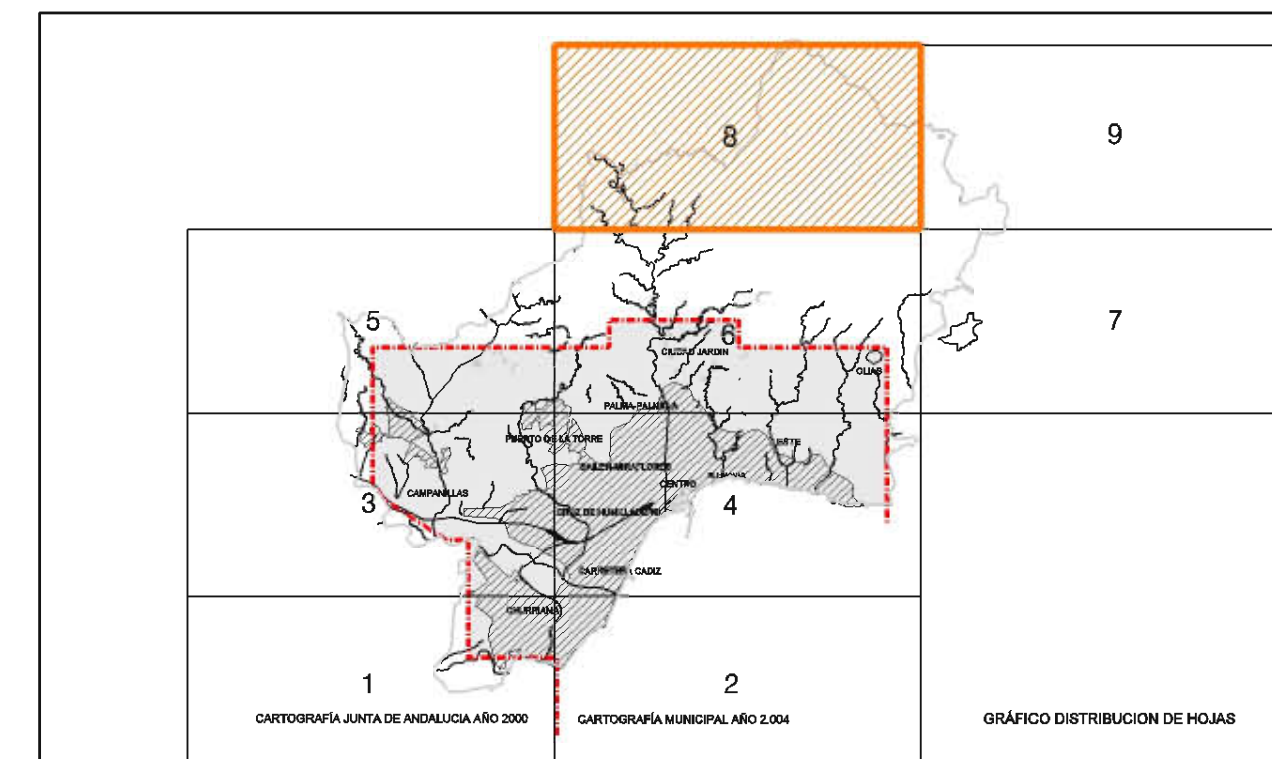 8
9
5
6
7
CIUDAD JARDIN
OLIAS
PALMA-PALMILLA
PUERTO DE LA TORRE
ESTE
BAILEN-MIRAFLORES
CENTRO
CAMPANILLAS
3
4
CRUZ DE HUMILLADERO
CARRETERA CADIZ
CHURRIANA
1
2
CARTOGRAFÍA JUNTA DE ANDALUCIA AÑO 2000
CARTOGRAFÍA MUNICIPAL AÑO 2.004
GRÁFICO DISTRIBUCION DE HOJAS